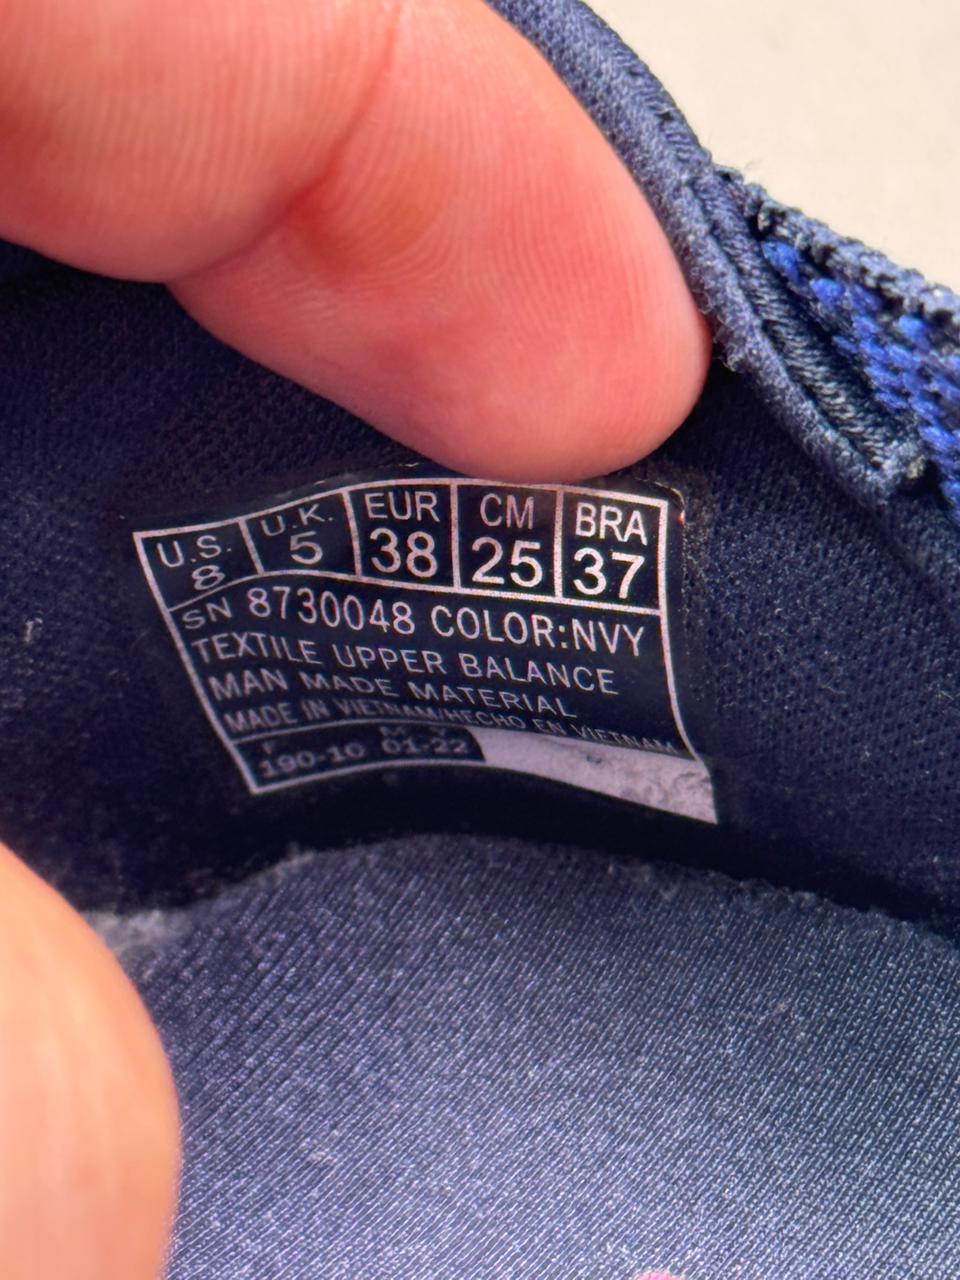 U.S. U.K. EUR CM BRA
8 5 38 25 37
SN 8730048 COLOR:NVY
TEXTILE UPPER BALANCE
MAN MADE MATERIAL
MADE IN VIETNAM/HECHO EN VIETNAM
F M Y
190-10 01-22